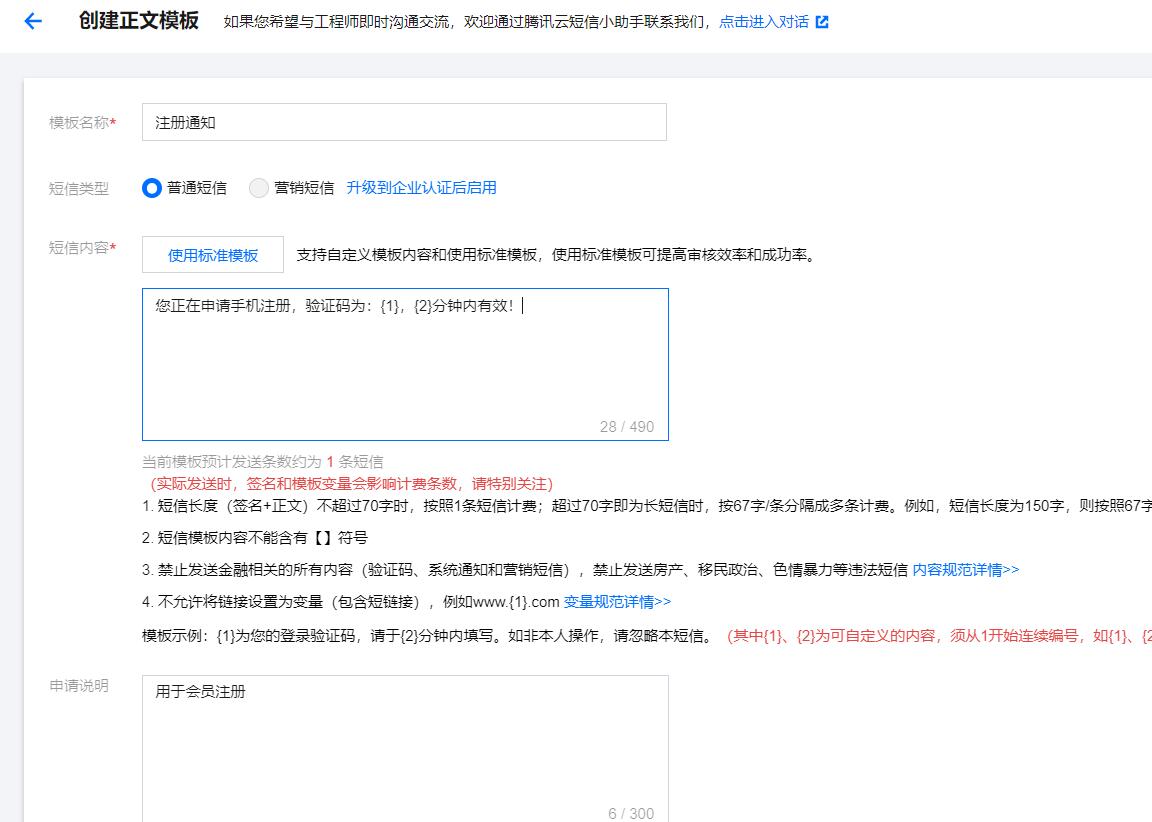 创建正文模板 如果您希望与工程师即时沟通交流，欢迎通过腾讯云短信小助手联系我们，点击进入对话
模板名称* 注册通知
短信类型 普通短信 营销短信 升级到企业认证后启用
短信内容* 使用标准模板 支持自定义模板内容和使用标准模板，使用标准模板可提高审核效率和成功率。
您正在申请手机注册，验证码为：{1}，{2}分钟内有效！
28 / 490
当前模板预计发送条数约为 1 条短信
（实际发送时，签名和模板变量会影响计费条数，请特别关注）
1. 短信长度（签名+正文）不超过70字时，按照1条短信计费；超过70字即为长短信时，按67字/条分隔成多条计费。例如，短信长度为150字，则按照67字
2. 短信模板内容不能含有【】符号
3. 禁止发送金融相关的所有内容（验证码、系统通知和营销短信），禁止发送房产、移民政治、色情暴力等违法短信 内容规范详情>>
4. 不允许将链接设置为变量（包含短链接），例如www.{1}.com 变量规范详情>>
模板示例：{1}为您的登录验证码，请于{2}分钟内填写。如非本人操作，请忽略本短信。（其中{1}、{2}为可自定义的内容，须从1开始连续编号，如{1}、{2
申请说明 用于会员注册
6 / 300